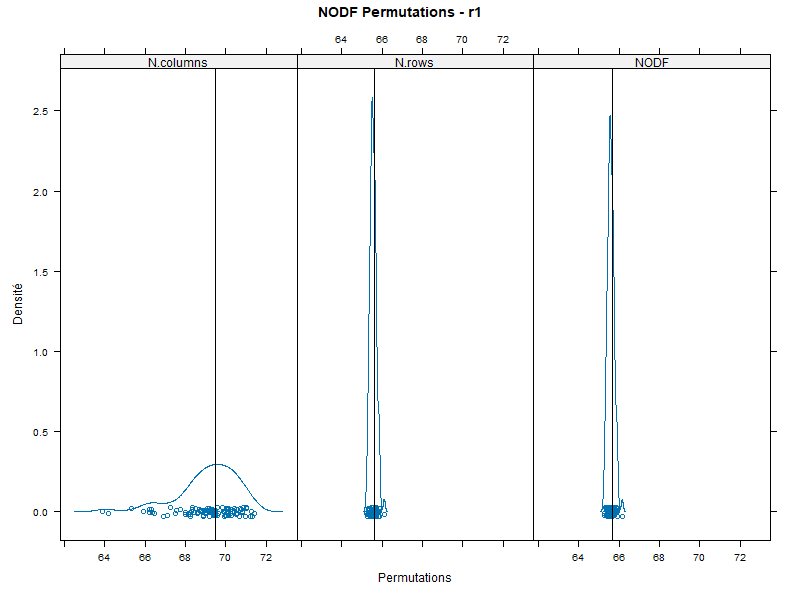 NODF Permutations - r1
64 66 68 70 72
N.columns N.rows NODF
2.5
2.0
1.5
1.0
0.5
0.0
Densité
64 66 68 70 72 64 66 68 70 72
Permutations